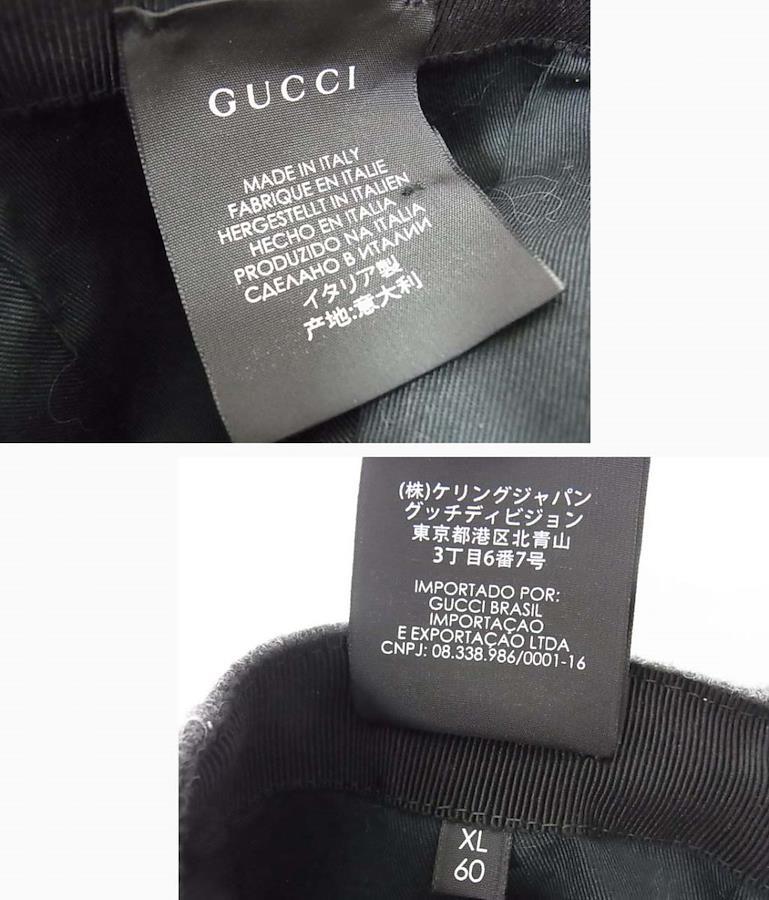 GUCCI
MADE IN ITALY
FABRIQUE EN ITALIE
HERGESTELLT IN ITALIEN
HECHO EN ITALIA
PRODUZIDO NA ITALIA
СДЕЛАНО В ИТАЛИИ
イタリア製
产地:意大利
(株)ケリングジャパン
グッチディビジョン
東京都港区北青山
3丁目6番7号
IMPORTADO POR:
GUCCI BRASIL
IMPORTAÇAO
E EXPORTAÇAO LTDA
CNPJ: 08.338.986/0001-16
XL
60